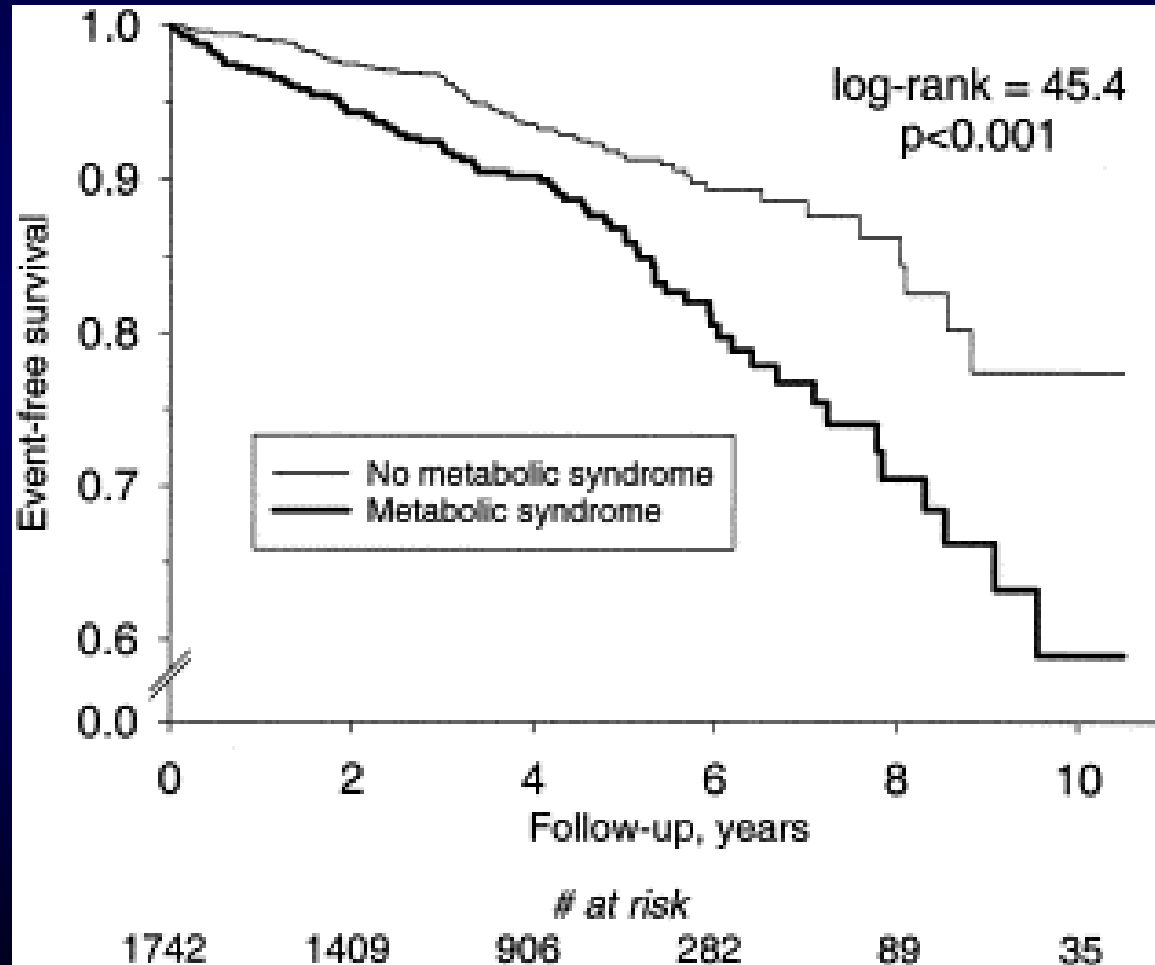 1.0
0.9
0.8
0.7
0.6
0.0
Event-free survival
log-rank = 45.4
p<0.001
No metabolic syndrome
Metabolic syndrome
0 2 4 6 8 10
Follow-up, years
# at risk
1742 1409 906 282 89 35